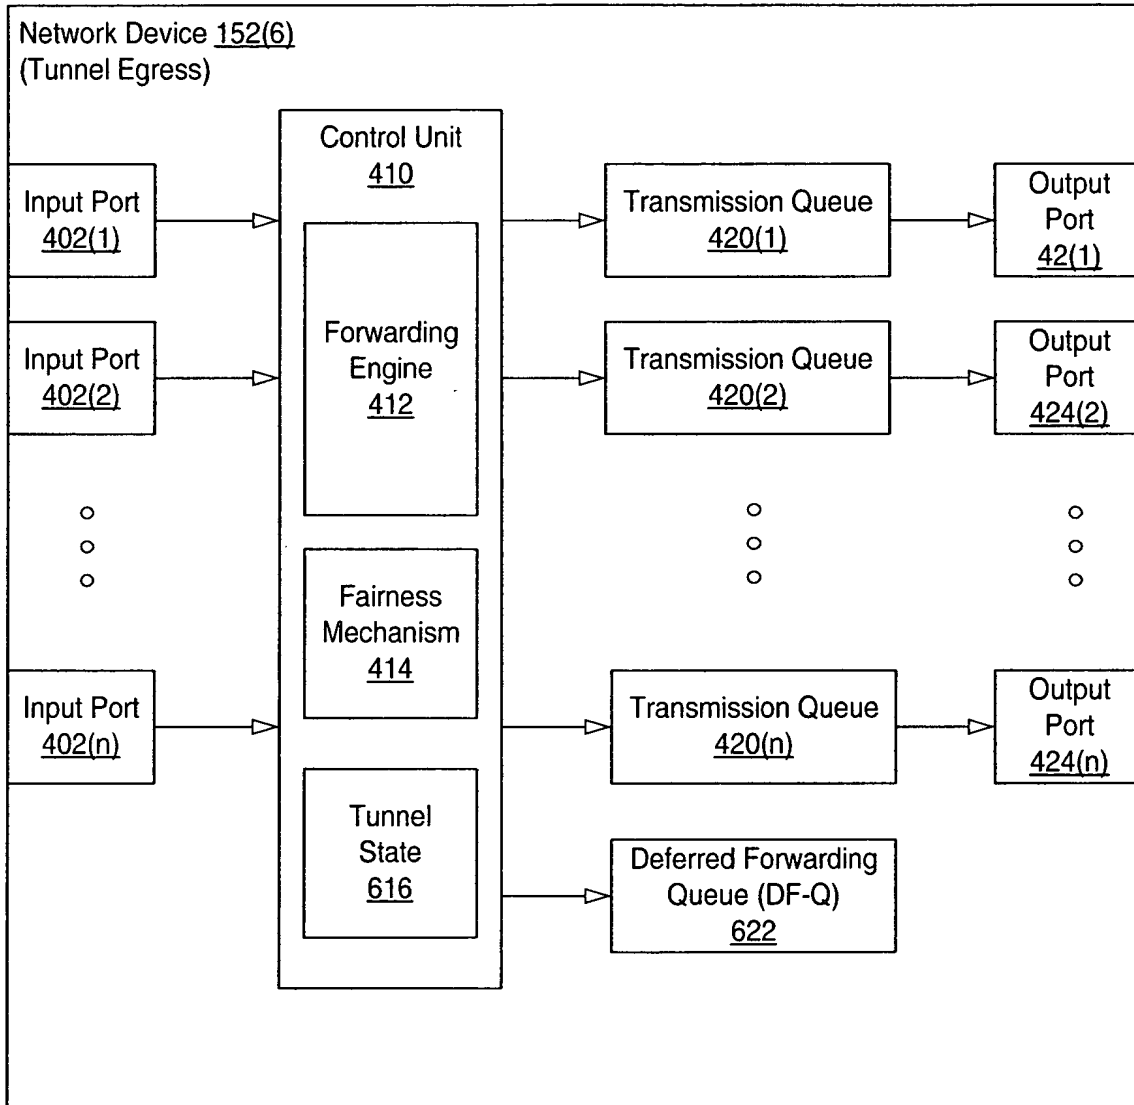 Network Device 152(6)
(Tunnel Egress)
Control Unit
410
Input Port
402(1)
Transmission Queue
420(1)
Output
Port
42(1)
Forwarding
Engine
412
Input Port
402(2)
Transmission Queue
420(2)
Output
Port
424(2)
Fairness
Mechanism
414
Input Port
402(n)
Transmission Queue
420(n)
Output
Port
424(n)
Tunnel
State
616
Deferred Forwarding
Queue (DF-Q)
622